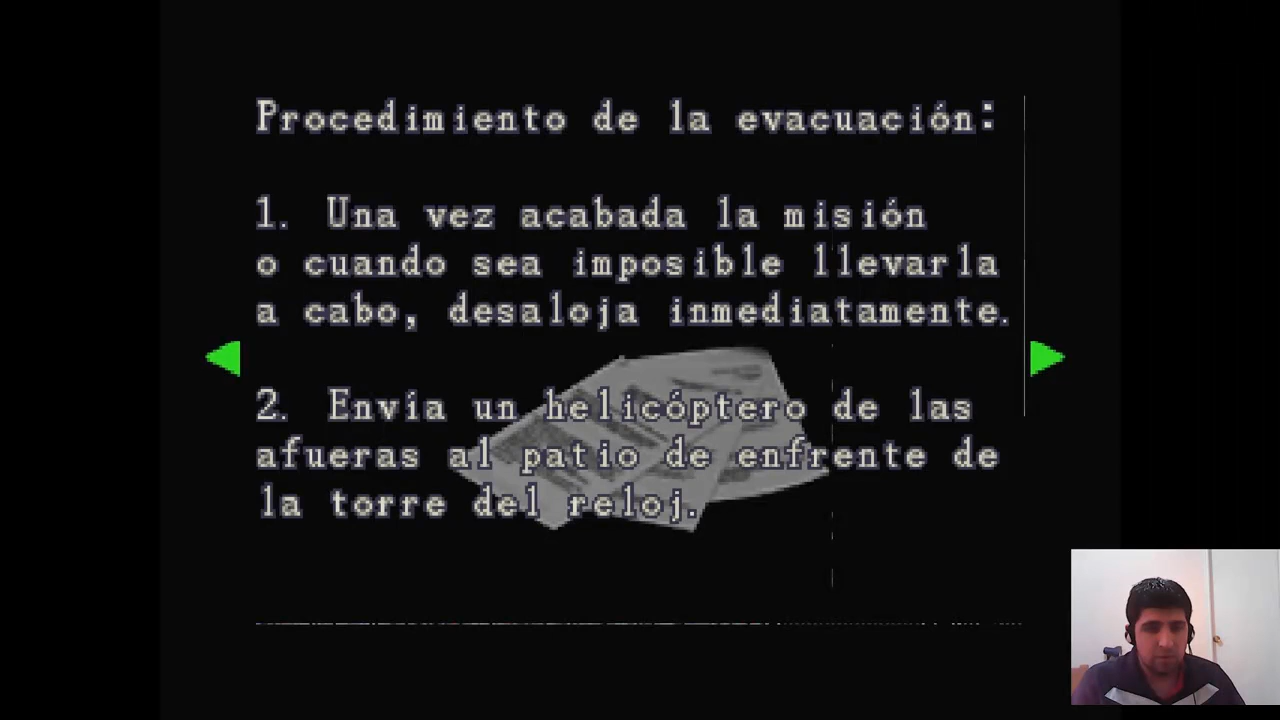 Procedimiento de la evacuación:
1. Una vez acabada la misión
o cuando sea imposible llevarla
a cabo, desaloja inmediatamente.
2. Envía un helicóptero de las
afueras al patio de enfrente de
la torre del reloj.